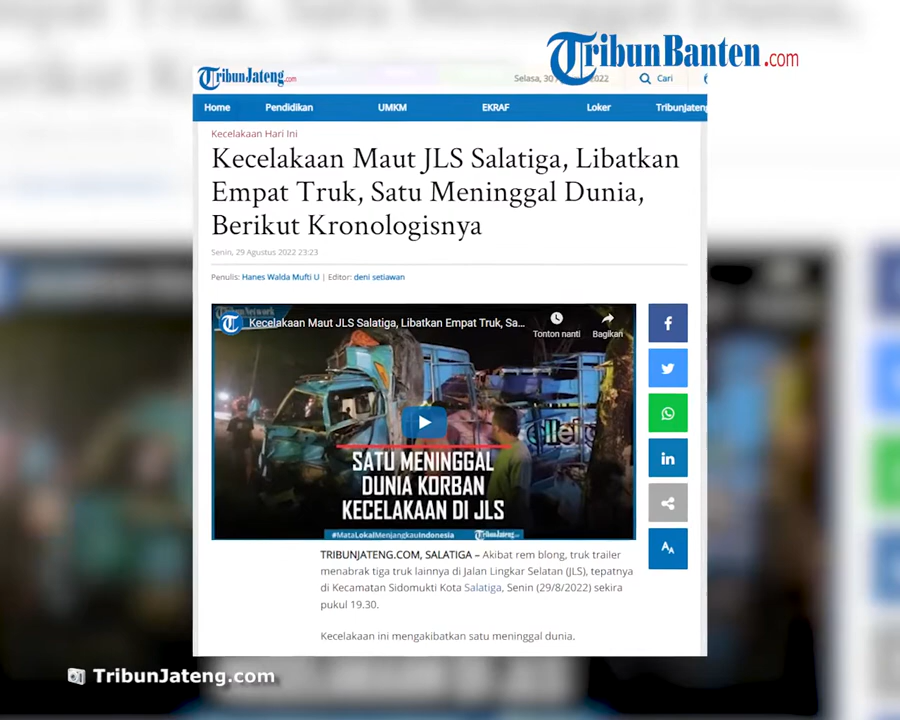 TribunBanten.com
TribunJateng.com
Selasa, 30
2022
Cari
Home Pendidikan UMKM EKRAF Loker TribunJateng
Kecelakaan Hari Ini
Kecelakaan Maut JLS Salatiga, Libatkan
Empat Truk, Satu Meninggal Dunia,
Berikut Kronologisnya
Senin, 29 Agustus 2022 23:23
Penulis: Hanes Walda Mufti U | Editor: deni setiawan
Kecelakaan Maut JLS Salatiga, Libatkan Empat Truk, Sa...
Tonton nanti
Bagikan
SATU MENINGGAL
DUNIA KORBAN
KECELAKAAN DI JLS
#MataLokalMenjangkauIndonesia
TRIBUNJATENG.COM, SALATIGA – Akibat rem blong, truk trailer
menabrak tiga truk lainnya di Jalan Lingkar Selatan (JLS), tepatnya
di Kecamatan Sidomukti Kota Salatiga, Senin (29/8/2022) sekira
pukul 19.30.
Kecelakaan ini mengakibatkan satu meninggal dunia.
TribunJateng.com